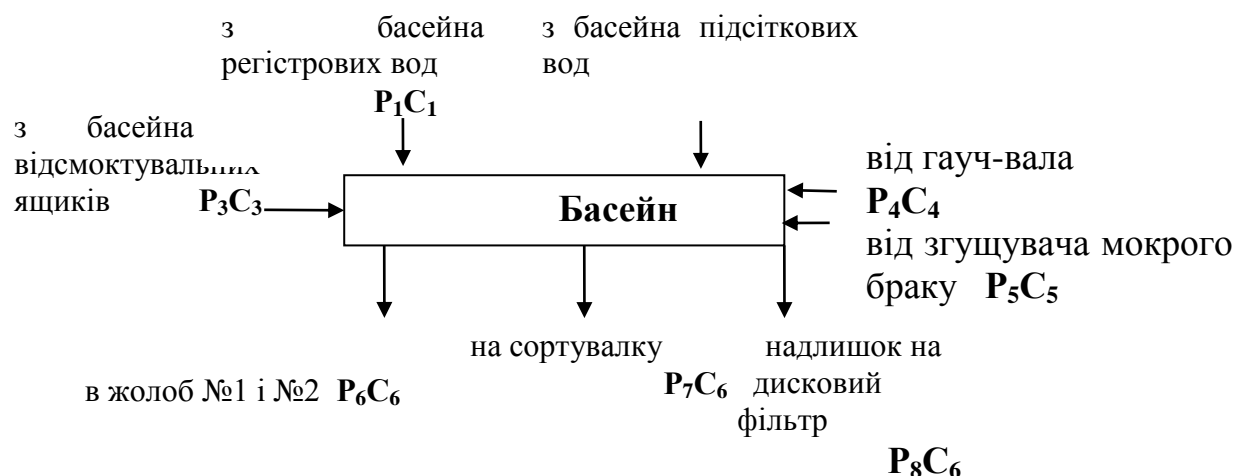 з басейна
регістрових вод
P₁C₁
з басейна підсіткових
вод
з басейна
відсмоктувальних
ящиків P₃C₃
Басейн
від гауч-вала
P₄C₄
від згущувача мокрого
браку P₅C₅
в жолоб №1 і №2 P₆C₆
на сортувалку
P₇C₆
надлишок на
дисковий
фільтр
P₈C₆